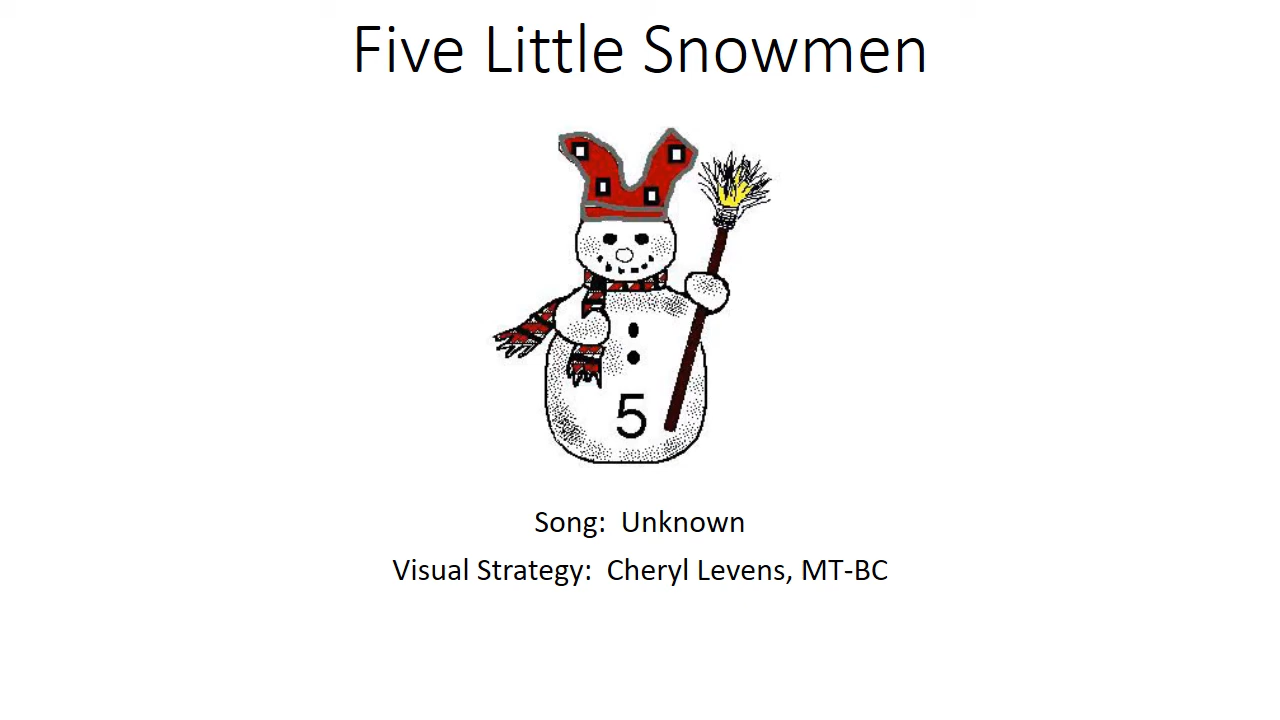 Five Little Snowmen
5
Song:  Unknown
Visual Strategy:  Cheryl Levens, MT-BC